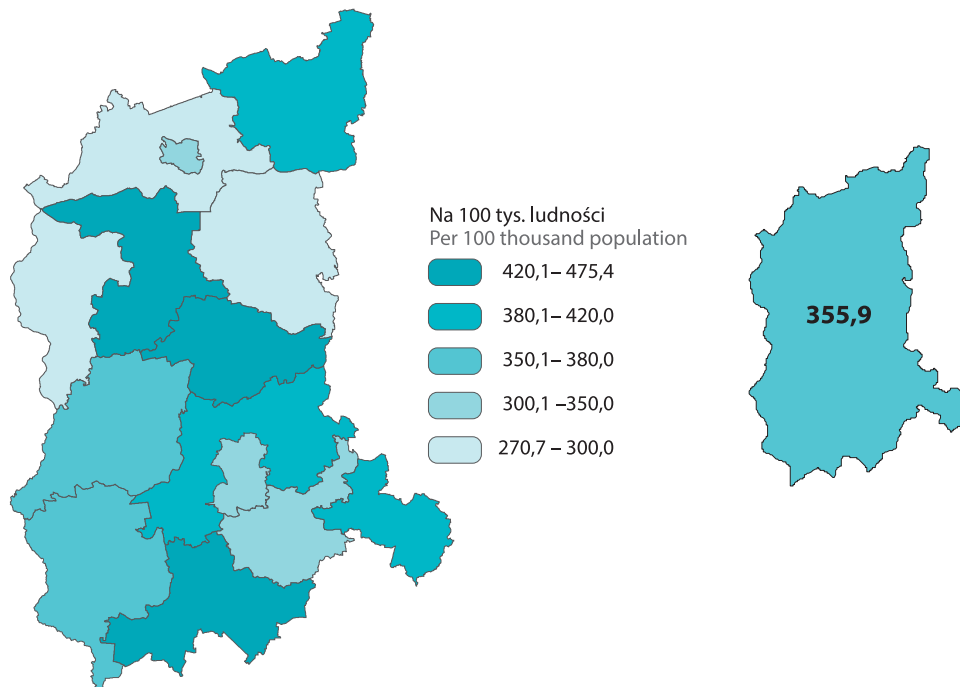 Na 100 tys. ludności
Per 100 thousand population
420,1– 475,4
380,1– 420,0
350,1– 380,0
300,1 –350,0
270,7 – 300,0
355,9